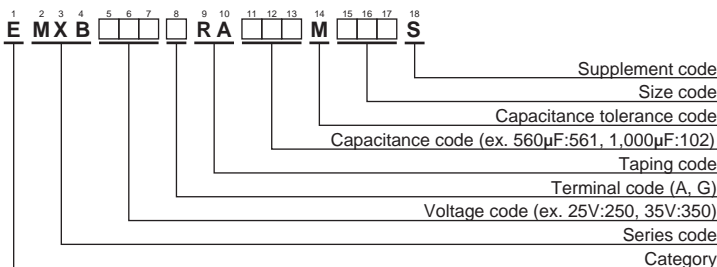 1 2 3 4 5 6 7 8 9 10 11 12 13 14 15 16 17 18
E M X B R A M S
Supplement code
Size code
Capacitance tolerance code
Capacitance code (ex. 560µF:561, 1,000µF:102)
Taping code
Terminal code (A, G)
Voltage code (ex. 25V:250, 35V:350)
Series code
Category